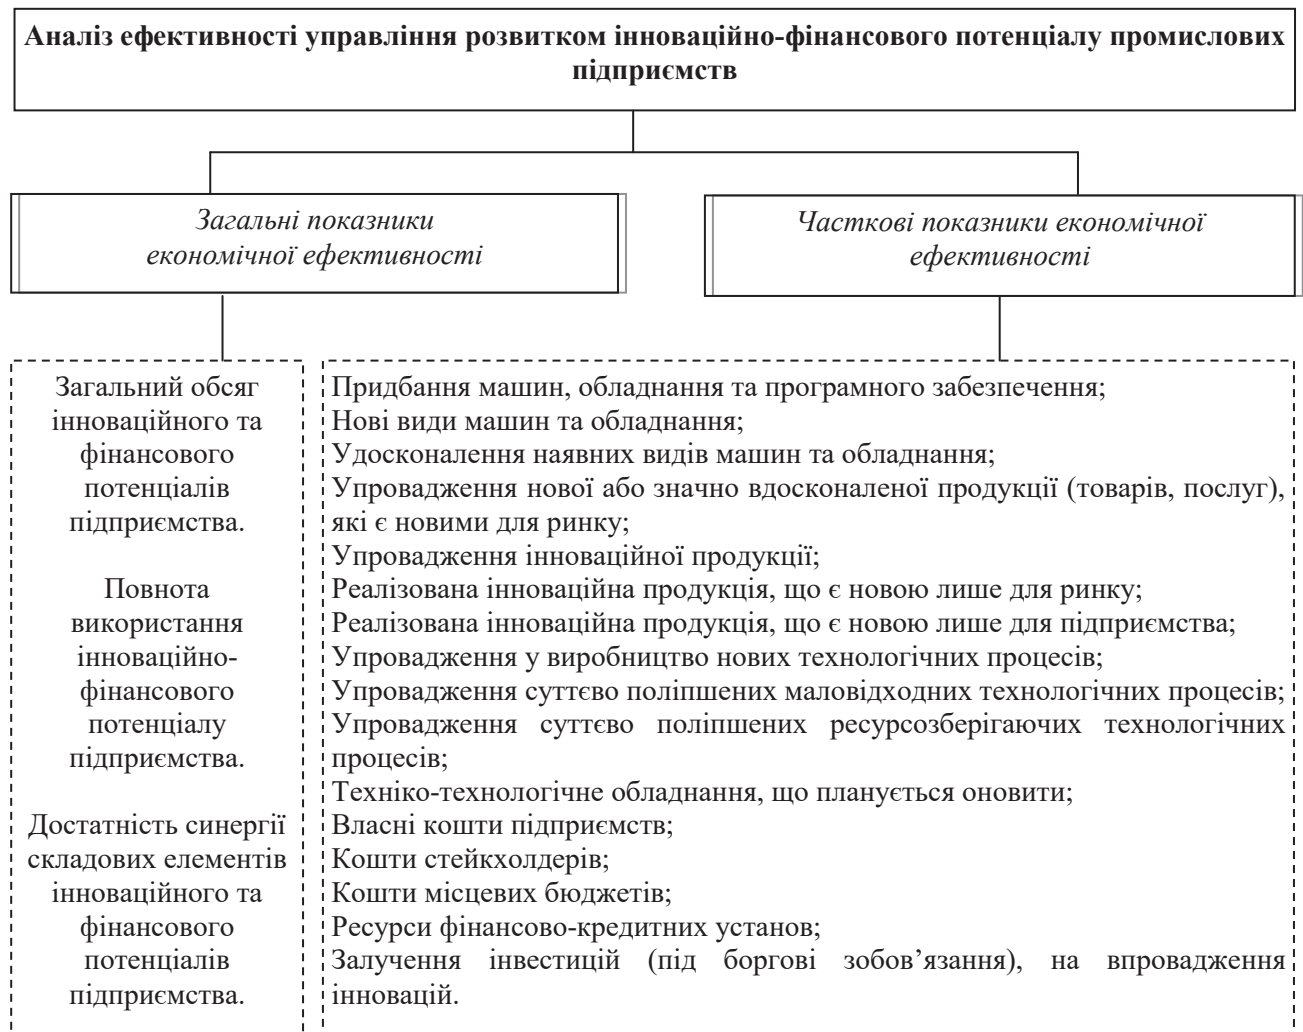 Аналіз ефективності управління розвитком інноваційно-фінансового потенціалу промислових
підприємств
Загальні показники
економічної ефективності
Часткові показники економічної
ефективності
Загальний обсяг
інноваційного та
фінансового
потенціалів
підприємства.
Повнота
використання
інноваційно-
фінансового
потенціалу
підприємства.
Достатність синергії
складових елементів
інноваційного та
фінансового
потенціалів
підприємства.
Придбання машин, обладнання та програмного забезпечення;
Нові види машин та обладнання;
Удосконалення наявних видів машин та обладнання;
Упровадження нової або значно вдосконаленої продукції (товарів, послуг),
які є новими для ринку;
Упровадження інноваційної продукції;
Реалізована інноваційна продукція, що є новою лише для ринку;
Реалізована інноваційна продукція, що є новою лише для підприємства;
Упровадження у виробництво нових технологічних процесів;
Упровадження суттєво поліпшених маловідходних технологічних процесів;
Упровадження суттєво поліпшених ресурсозберігаючих технологічних
процесів;
Техніко-технологічне обладнання, що планується оновити;
Власні кошти підприємств;
Кошти стейкхолдерів;
Кошти місцевих бюджетів;
Ресурси фінансово-кредитних установ;
Залучення інвестицій (під боргові зобов’язання), на впровадження
інновацій.